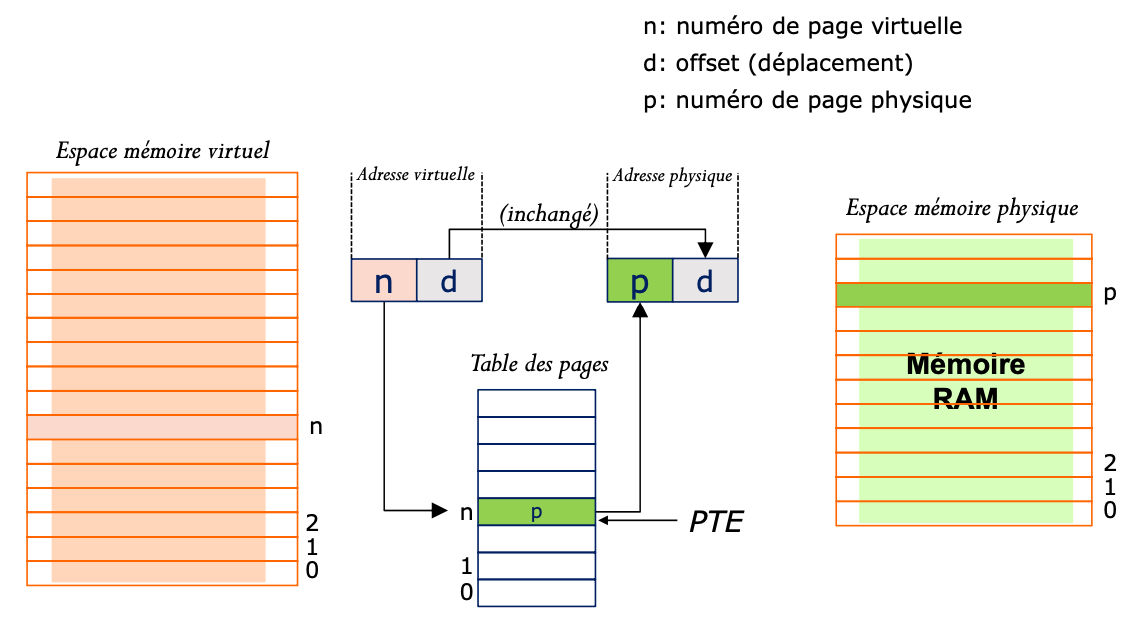 n: numéro de page virtuelle
d: offset (déplacement)
p: numéro de page physique
Espace mémoire virtuel
n
2
1
0
Adresse virtuelle
(inchangé)
Adresse physique
n d
p d
Table des pages
n p
PTE
1
0
Espace mémoire physique
p
Mémoire
RAM
2
1
0